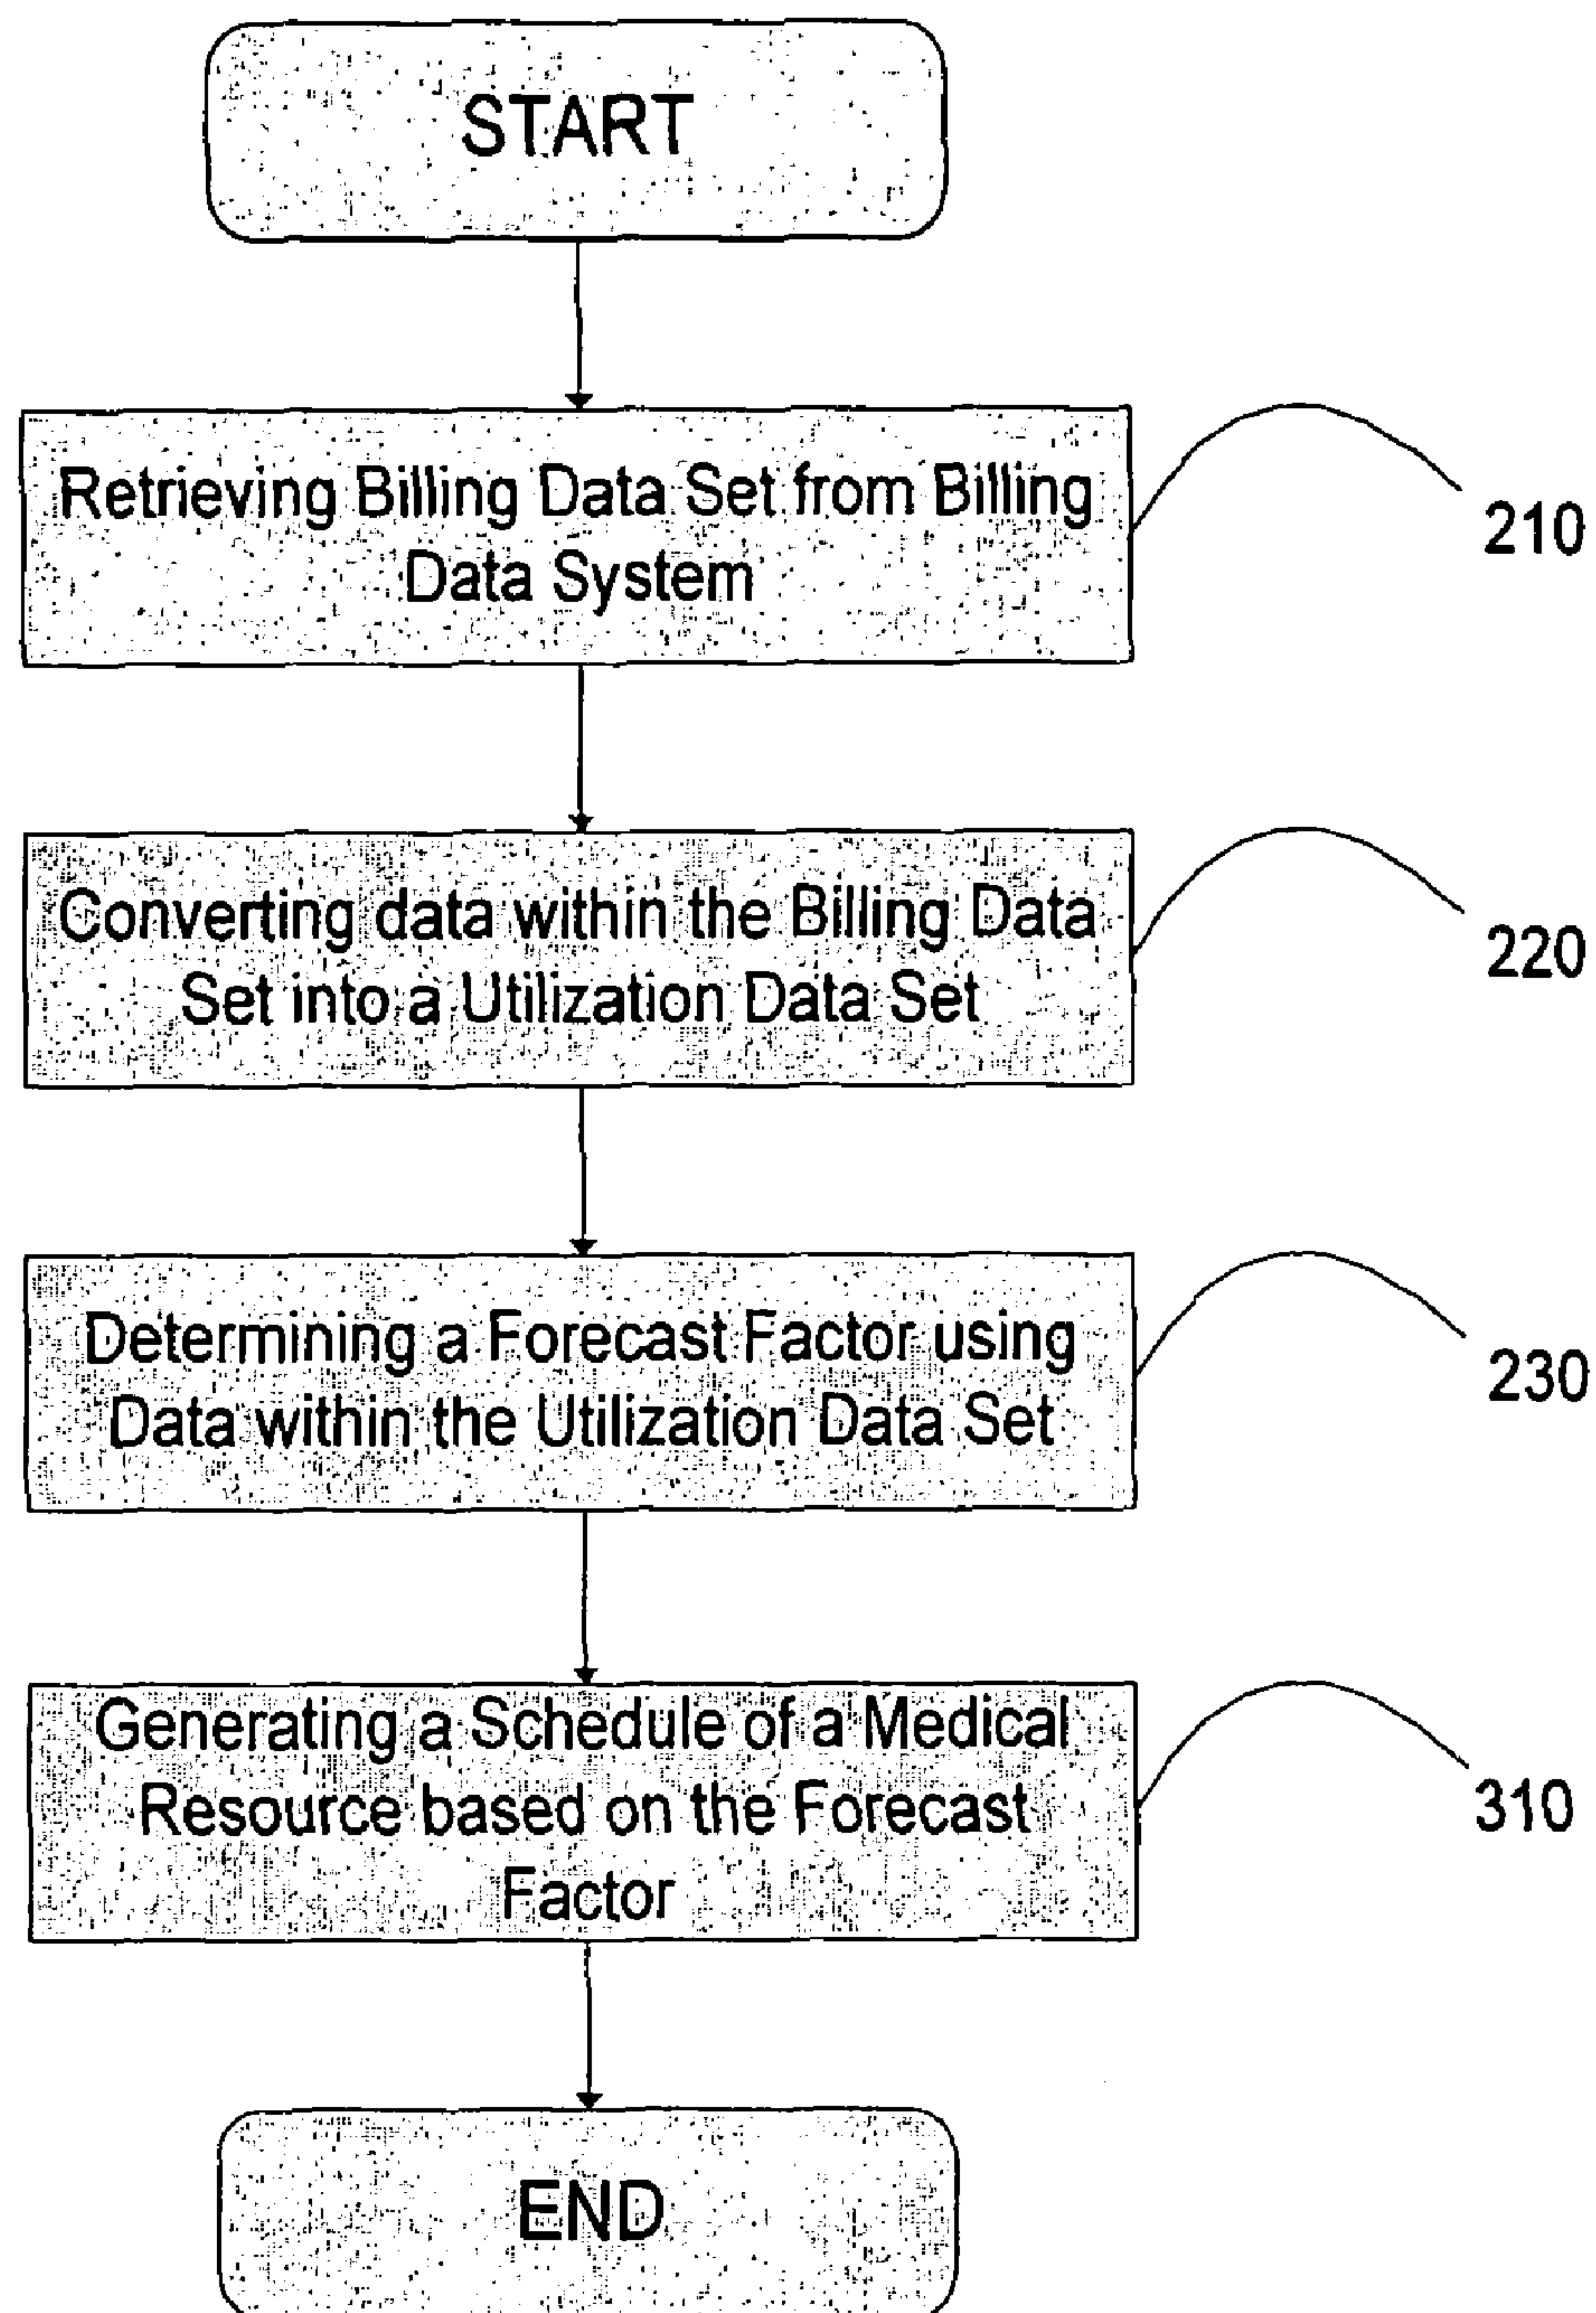 START
Retrieving Billing Data Set from Billing
Data System
210
Converting data within the Billing Data
Set into a Utilization Data Set
220
Determining a Forecast Factor using
Data within the Utilization Data Set
230
Generating a Schedule of a Medical
Resource based on the Forecast
Factor
310
END